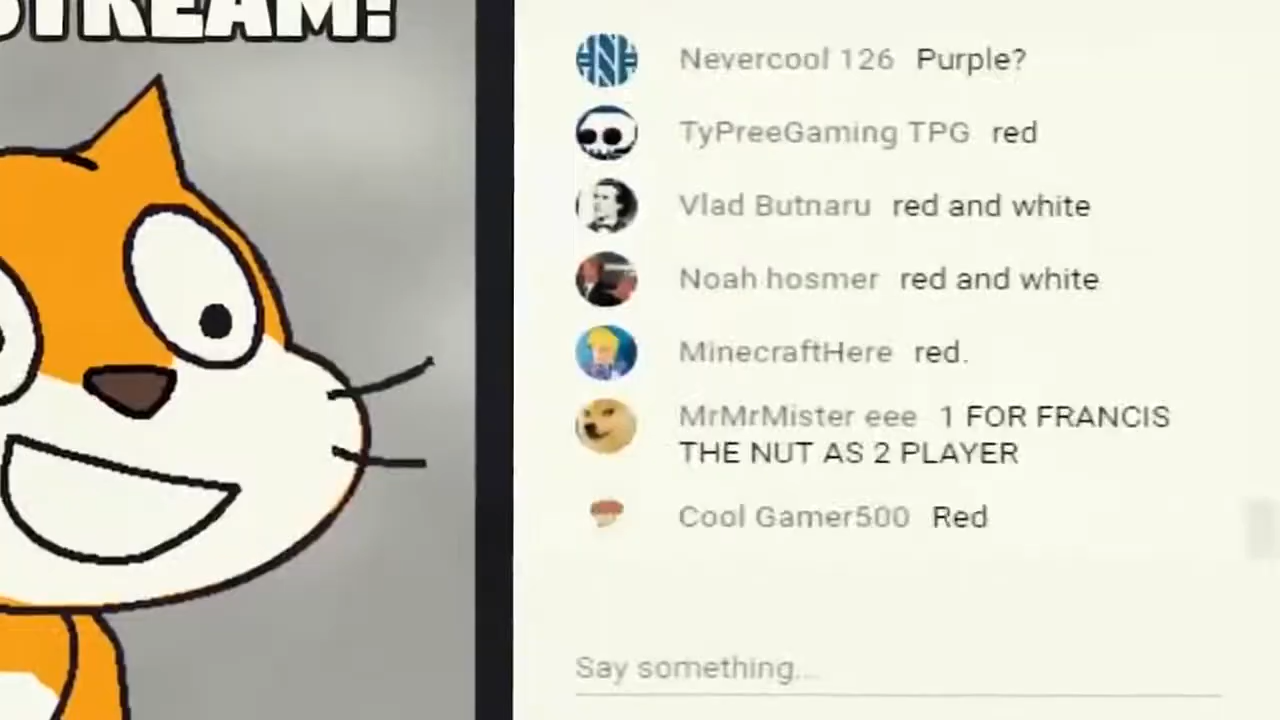 STREAM!
Nevercool 126 Purple?
TyPreeGaming TPG red
Vlad Butnaru red and white
Noah hosmer red and white
MinecraftHere red.
MrMrMister eee 1 FOR FRANCIS
THE NUT AS 2 PLAYER
Cool Gamer500 Red
Say something...